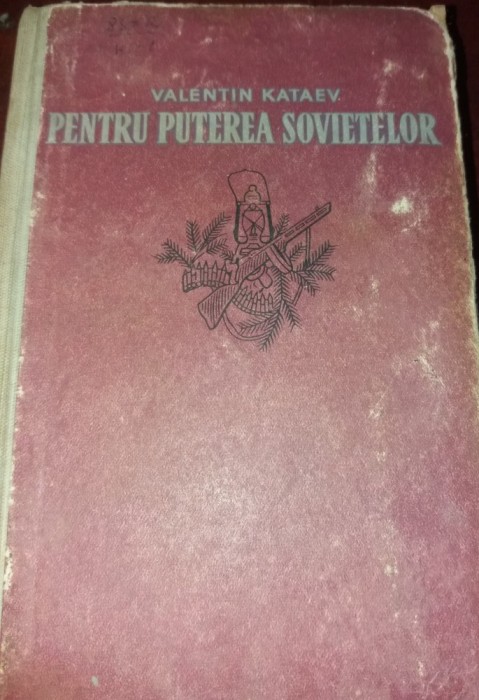 VALENTIN KATAEV
PENTRU PUTEREA SOVIETELOR